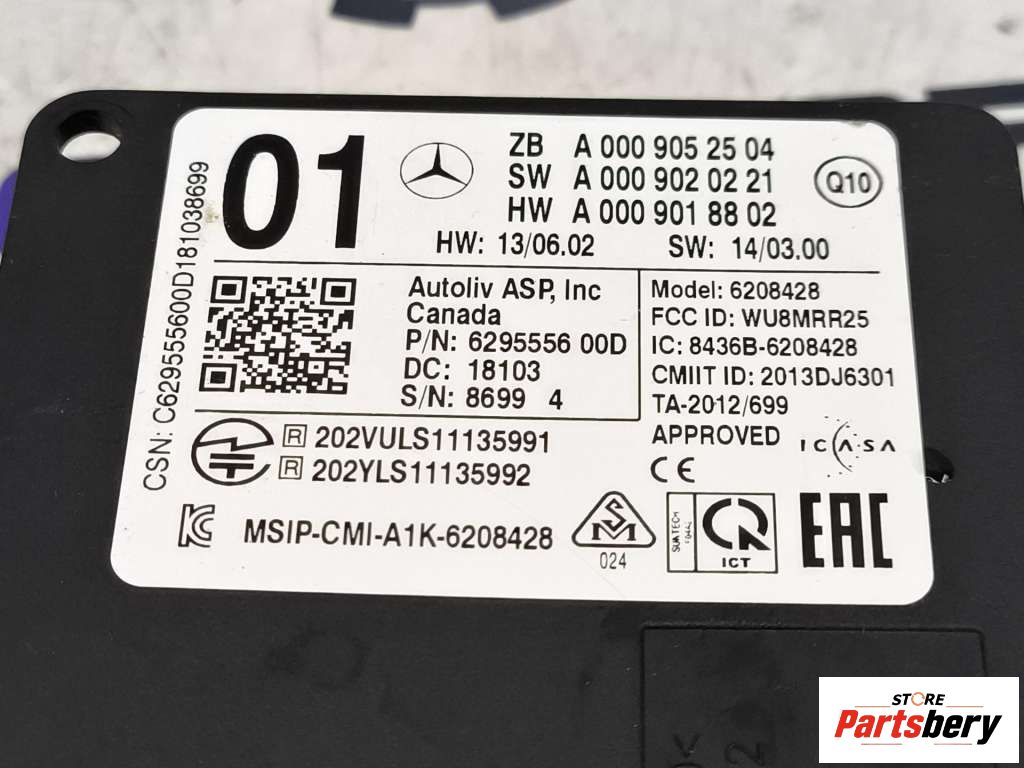 01
ZB A 000 905 25 04
SW A 000 902 02 21
HW A 000 901 88 02
Q10
HW: 13/06.02 SW: 14/03.00
CSN: C629555600D181038699
Autoliv ASP, Inc
Canada
P/N: 6295556 00D
DC: 18103
S/N: 8699 4
Model: 6208428
FCC ID: WU8MRR25
IC: 8436B-6208428
CMIIT ID: 2013DJ6301
TA-2012/699
APPROVED
ICASA
CE
R 202VULS11135991
R 202YLS11135992
MSIP-CMI-A1K-6208428
024
ICT
EAC
STORE
Partsbery